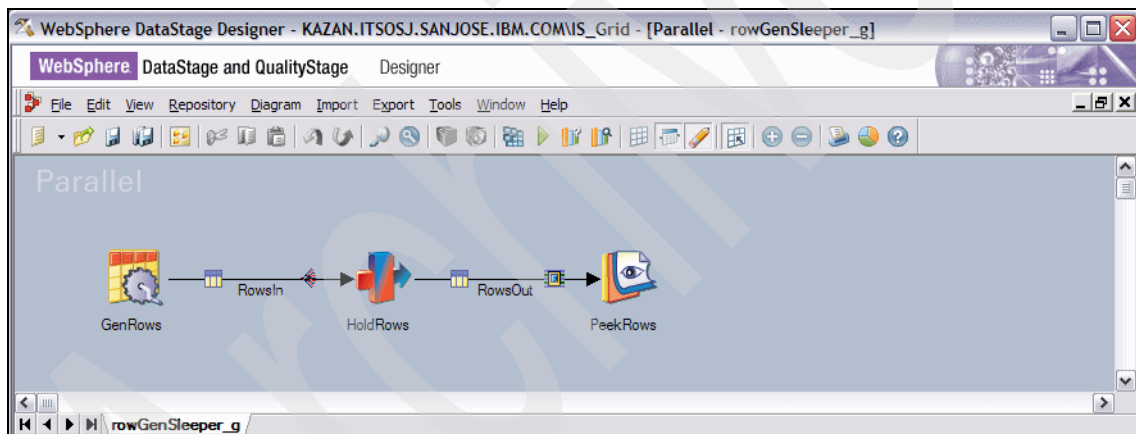 WebSphere DataStage Designer - KAZAN.ITSOSJ.SANJOSE.IBM.COM\IS_Grid - [Parallel - rowGenSleeper_g]
WebSphere. DataStage and QualityStage Designer
File Edit View Repository Diagram Import Export Tools Window Help
Parallel
RowsIn RowsOut
GenRows HoldRows PeekRows
rowGenSleeper_g